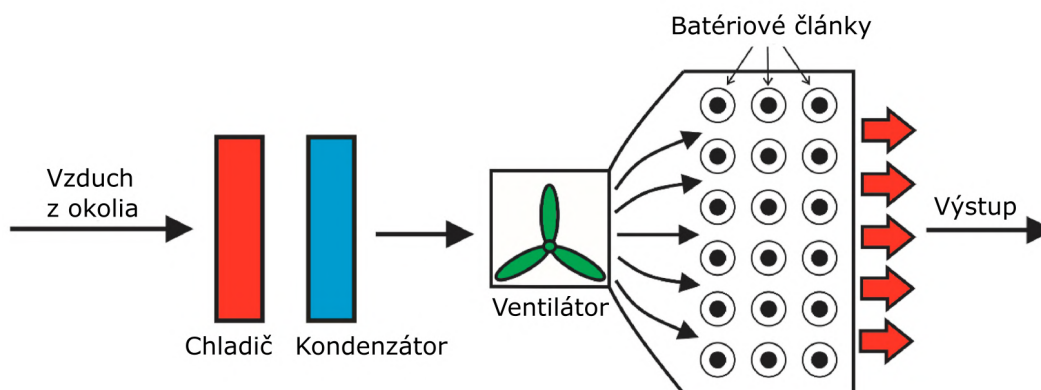 Batériové články
Vzduch
z okolia
Výstup
Ventilátor
Chladič
Kondenzátor